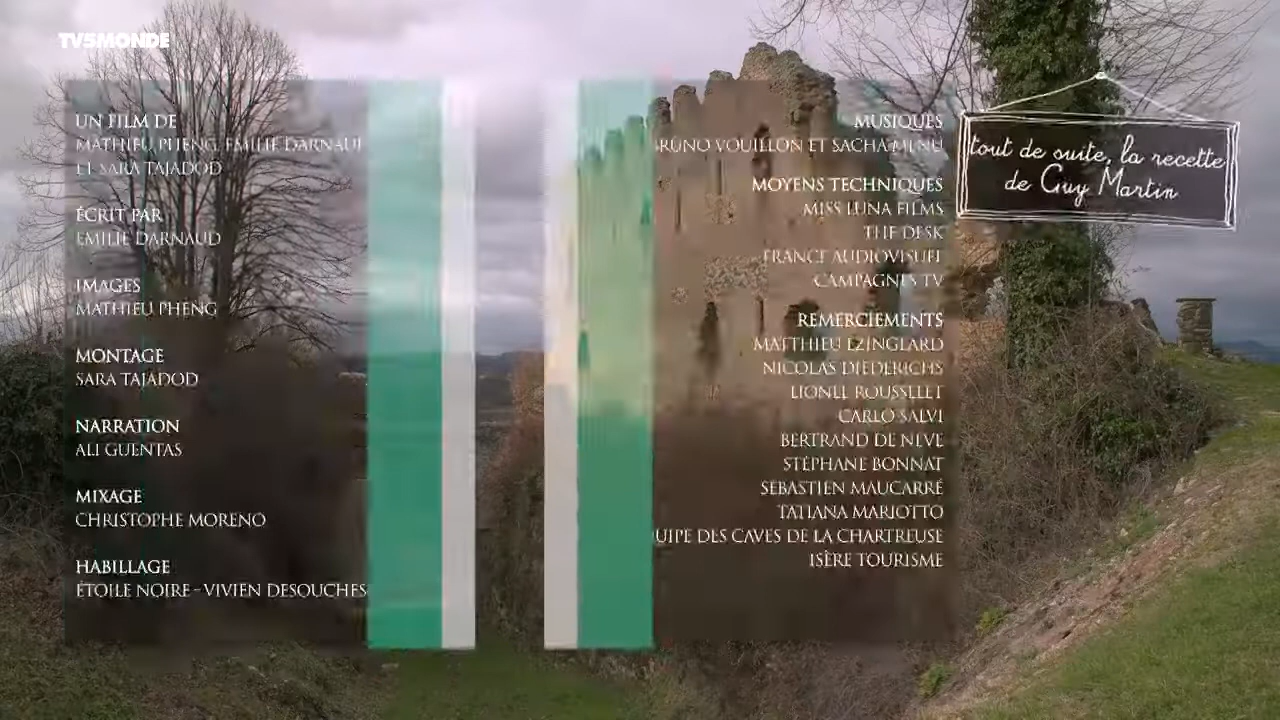 TV5MONDE
UN FILM DE
MATHIEU PHENG, EMILIE DARNAUD
ET SARA TAJADOD
ÉCRIT PAR
EMILIE DARNAUD
IMAGES
MATHIEU PHENG
MONTAGE
SARA TAJADOD
NARRATION
ALI GUENTAS
MIXAGE
CHRISTOPHE MORENO
HABILLAGE
ÉTOILE NOIRE - VIVIEN DESOUCHES
MUSIQUES
BRUNO VOUILLON ET SACHA MENU
MOYENS TECHNIQUES
MISS LUNA FILMS
THE DESK
FRANCE AUDIOVISUEL
CAMPAGNES TV
REMERCIEMENTS
MATTHIEU EZINGLARD
NICOLAS DIEDERICHS
LIONEL ROUSSELET
CARLO SALVI
BERTRAND DE NEVE
STÉPHANE BONNAT
SÉBASTIEN MAUCARRÉ
TATIANA MARIOTTO
UIPE DES CAVES DE LA CHARTREUSE
ISÈRE TOURISME
tout de suite, la recette
de Guy Martin